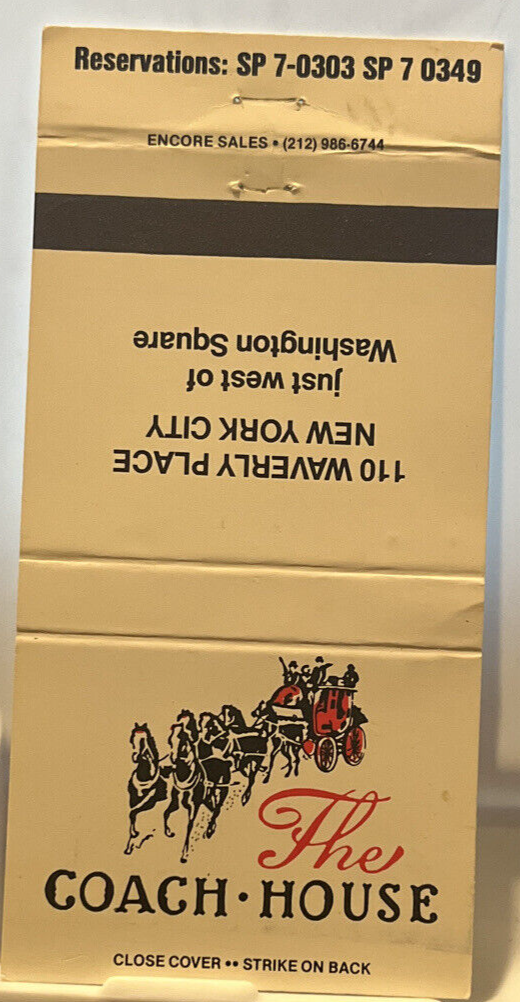 Reservations: SP 7-0303 SP 7 0349
ENCORE SALES • (212) 986-6744
110 WAVERLY PLACE
NEW YORK CITY
just west of
Washington Square
The
COACH·HOUSE
CLOSE COVER •• STRIKE ON BACK